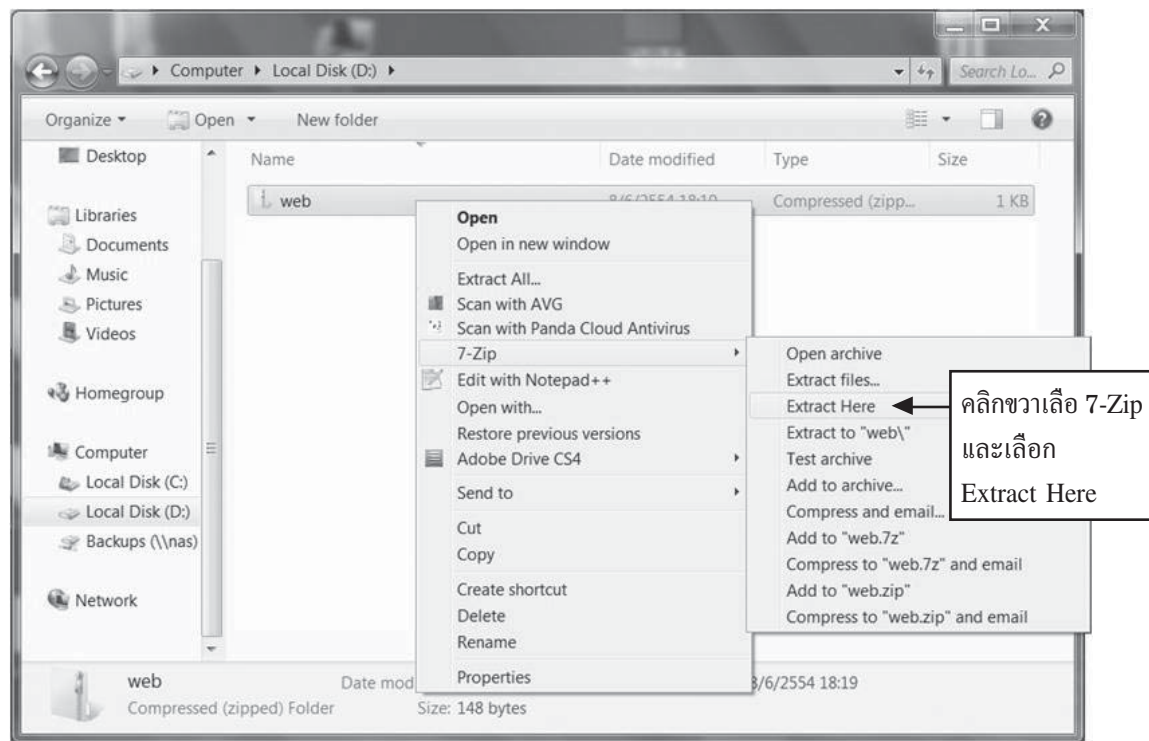 Computer ▸ Local Disk (D:) ▸
Search Lo...
Organize
Open
New folder
Name
Date modified
Type
Size
Desktop
Libraries
Documents
Music
Pictures
Videos
Homegroup
Computer
Local Disk (C:)
Local Disk (D:)
Backups (\\nas)
Network
web
8/6/2554 18:19
Compressed (zipp...
1 KB
Open
Open in new window
Extract All...
Scan with AVG
Scan with Panda Cloud Antivirus
7-Zip
Edit with Notepad++
Open with...
Restore previous versions
Adobe Drive CS4
Send to
Cut
Copy
Create shortcut
Delete
Rename
Properties
Open archive
Extract files...
Extract Here
Extract to "web\"
Test archive
Add to archive...
Compress and email...
Add to "web.7z"
Compress to "web.7z" and email
Add to "web.zip"
Compress to "web.zip" and email
คลิกขวาเลือ 7-Zip
และเลือก
Extract Here
web
Date mod
/6/2554 18:19
Compressed (zipped) Folder
Size: 148 bytes